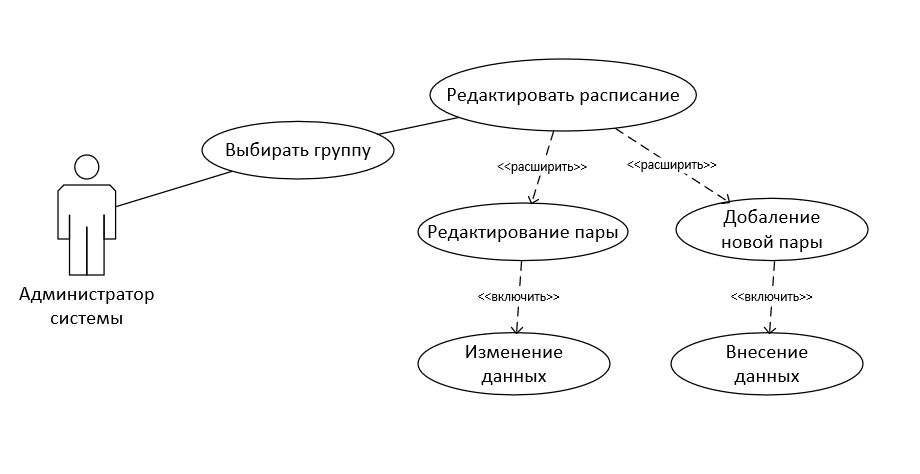 Редактировать расписание
Выбирать группу
<<расширить>>
<<расширить>>
Редактирование пары
Добаление
новой пары
Администратор
системы
<<включить>>
<<включить>>
Изменение
данных
Внесение
данных